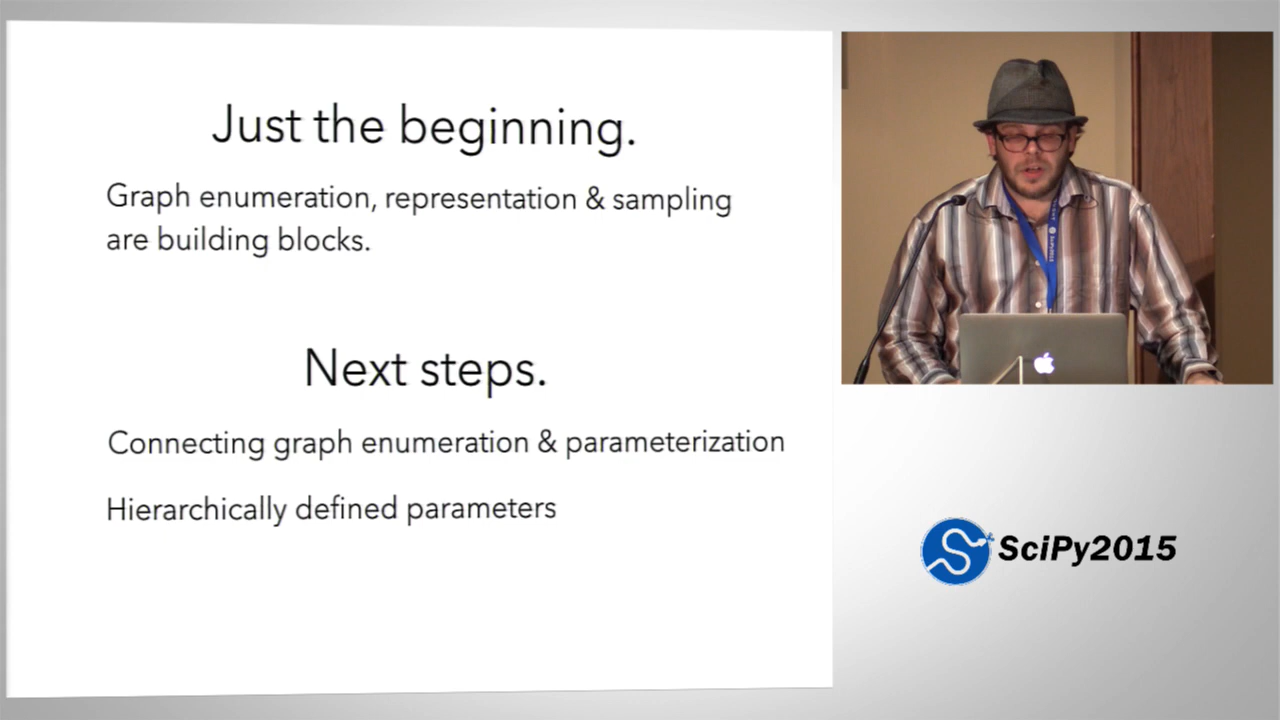 Just the beginning.
Graph enumeration, representation & sampling
are building blocks.
Next steps.
Connecting graph enumeration & parameterization
Hierarchically defined parameters
SciPy2015